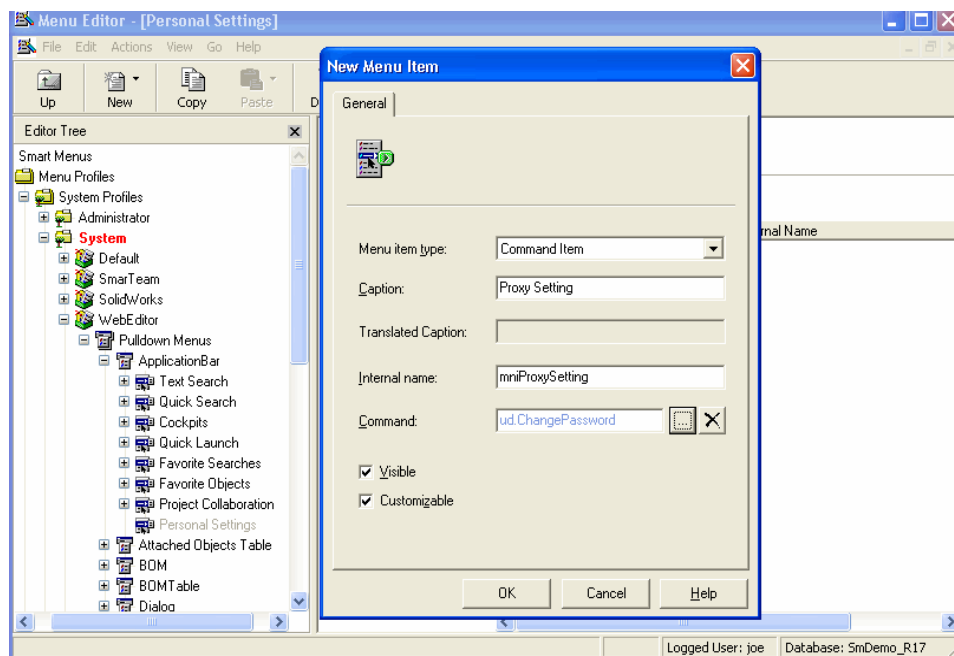 Menu Editor - [Personal Settings]
File Edit Actions View Go Help
Up New Copy Paste D
Editor Tree
Smart Menus
Menu Profiles
System Profiles
Administrator
System
Default
SmarTeam
SolidWorks
WebEditor
Pulldown Menus
ApplicationBar
Text Search
Quick Search
Cockpits
Quick Launch
Favorite Searches
Favorite Objects
Project Collaboration
Personal Settings
Attached Objects Table
BOM
BOMTable
Dialog
New Menu Item
General
Menu item type: Command Item
Caption: Proxy Setting
Translated Caption:
Internal name: mniProxySetting
Command: ud.ChangePassword ...
Visible
Customizable
OK Cancel Help
rnal Name
Logged User: joe Database: SmDemo_R17